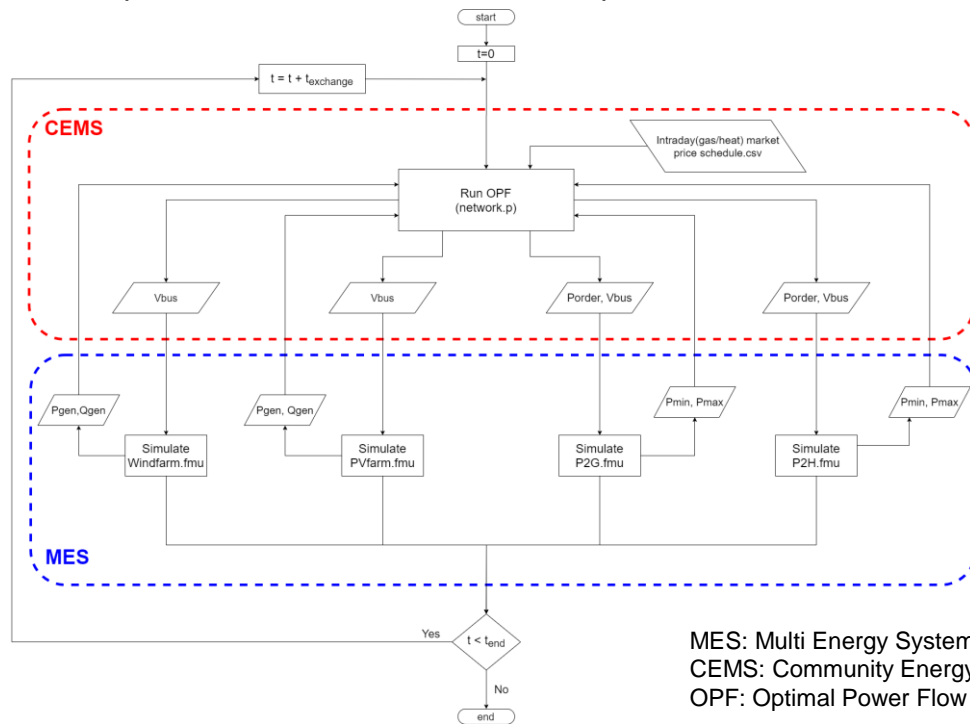 start
t=0
t = t + texchange
CEMS
Intraday(gas/heat) market
price schedule.csv
Run OPF
(network.p)
Vbus
Vbus
Porder, Vbus
Porder, Vbus
Pgen,Qgen
Pgen, Qgen
Pmin, Pmax
Pmin, Pmax
Simulate
Windfarm.fmu
Simulate
PVfarm.fmu
Simulate
P2G.fmu
Simulate
P2H.fmu
MES
t < tend
Yes
No
end
MES: Multi Energy System
CEMS: Community Energy
OPF: Optimal Power Flow